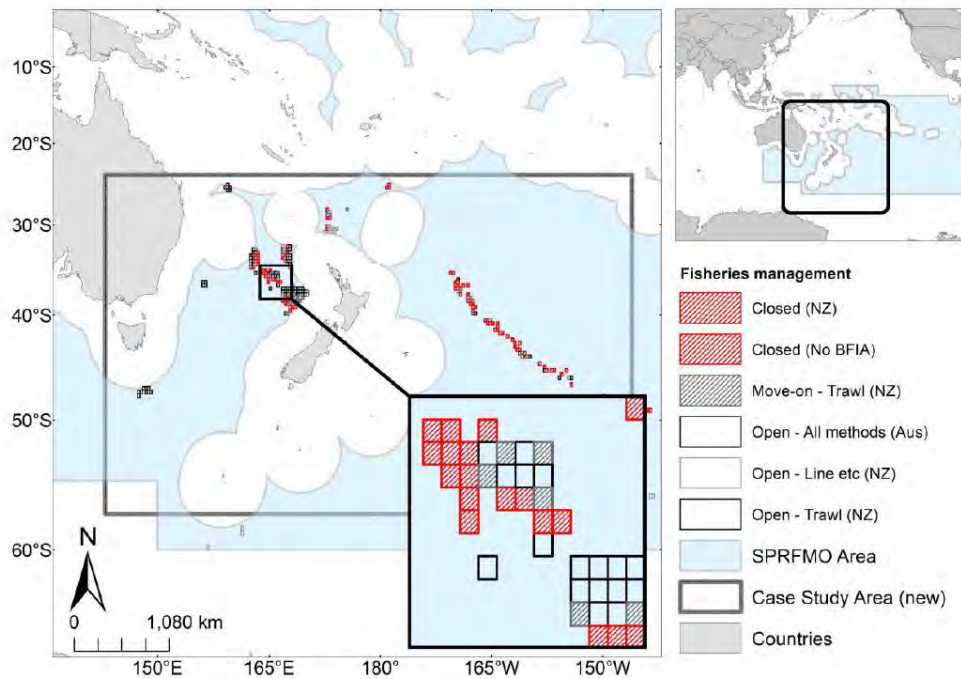 10°S
20°S
30°S
40°S
50°S
60°S
N
0 1,080 km
150°E 165°E 180° 165°W 150°W
Fisheries management
Closed (NZ)
Closed (No BFIA)
Move-on - Trawl (NZ)
Open - All methods (Aus)
Open - Line etc (NZ)
Open - Trawl (NZ)
SPRFMO Area
Case Study Area (new)
Countries